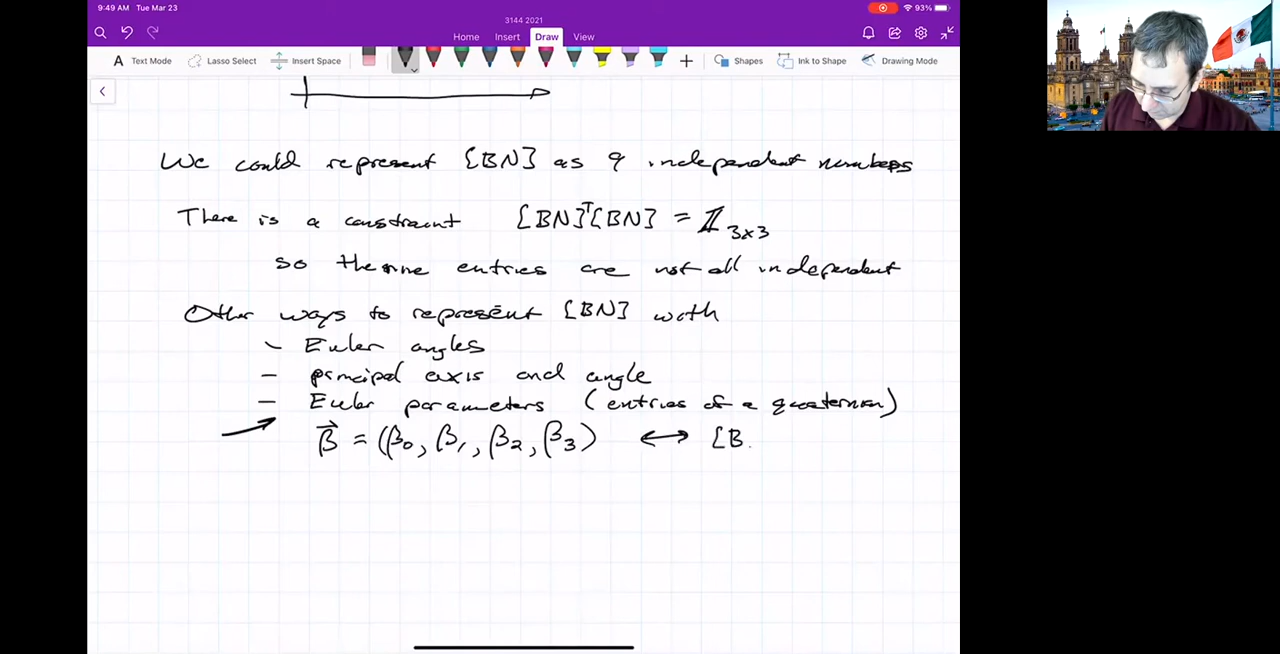 9:49 AM Tue Mar 23
93%
3144 2021
Home Insert Draw View
A Text Mode Lasso Select Insert Space Shapes Ink to Shape Drawing Mode
We could represent [BN] as 9 independent numbers
There is a constraint [BN]ᵀ[BN] = 𝕀₃ₓ₃
so the nine entries are not all independent
Other ways to represent [BN] with
- Euler angles
- principal axis and angle
- Euler parameters (entries of a quaternion)
β⃗ = (β₀, β₁, β₂, β₃) ↔ [B